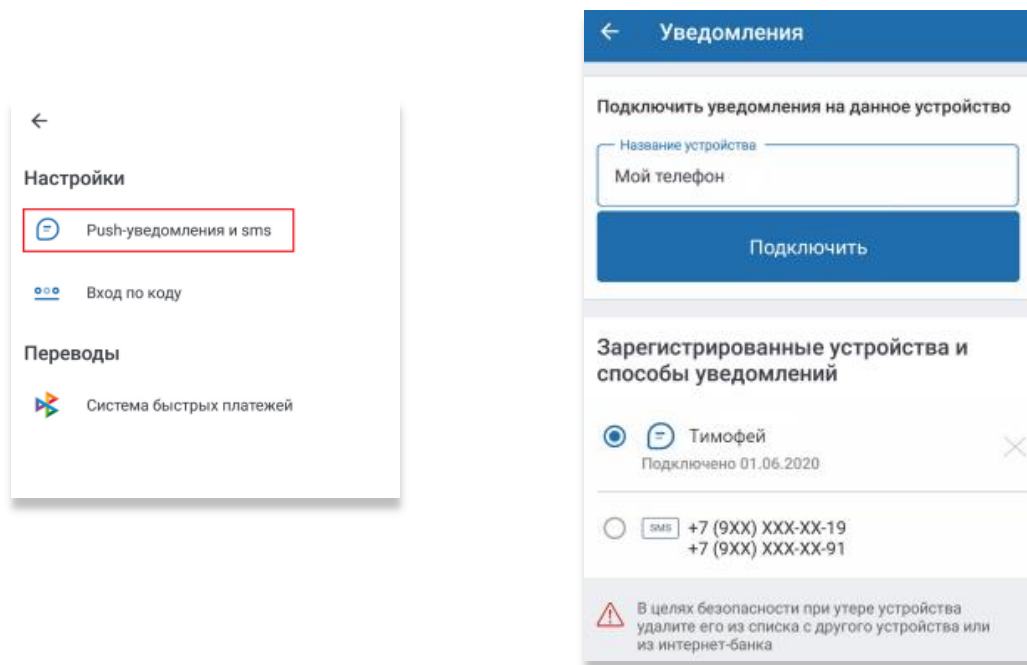 Настройки
Push-уведомления и sms
Вход по коду
Переводы
Система быстрых платежей
Уведомления
Подключить уведомления на данное устройство
Название устройства
Мой телефон
Подключить
Зарегистрированные устройства и
способы уведомлений
Тимофей
Подключено 01.06.2020
SMS +7 (9XX) XXX-XX-19
+7 (9XX) XXX-XX-91
В целях безопасности при утере устройства
удалите его из списка с другого устройства или
из интернет-банка